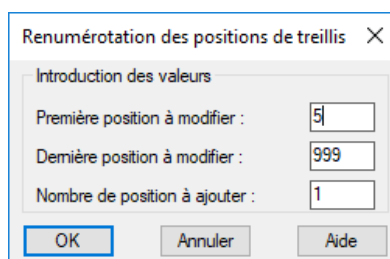 Renumérotation des positions de treillis
Introduction des valeurs
Première position à modifier : 5
Dernière position à modifier : 999
Nombre de position à ajouter : 1
OK Annuler Aide